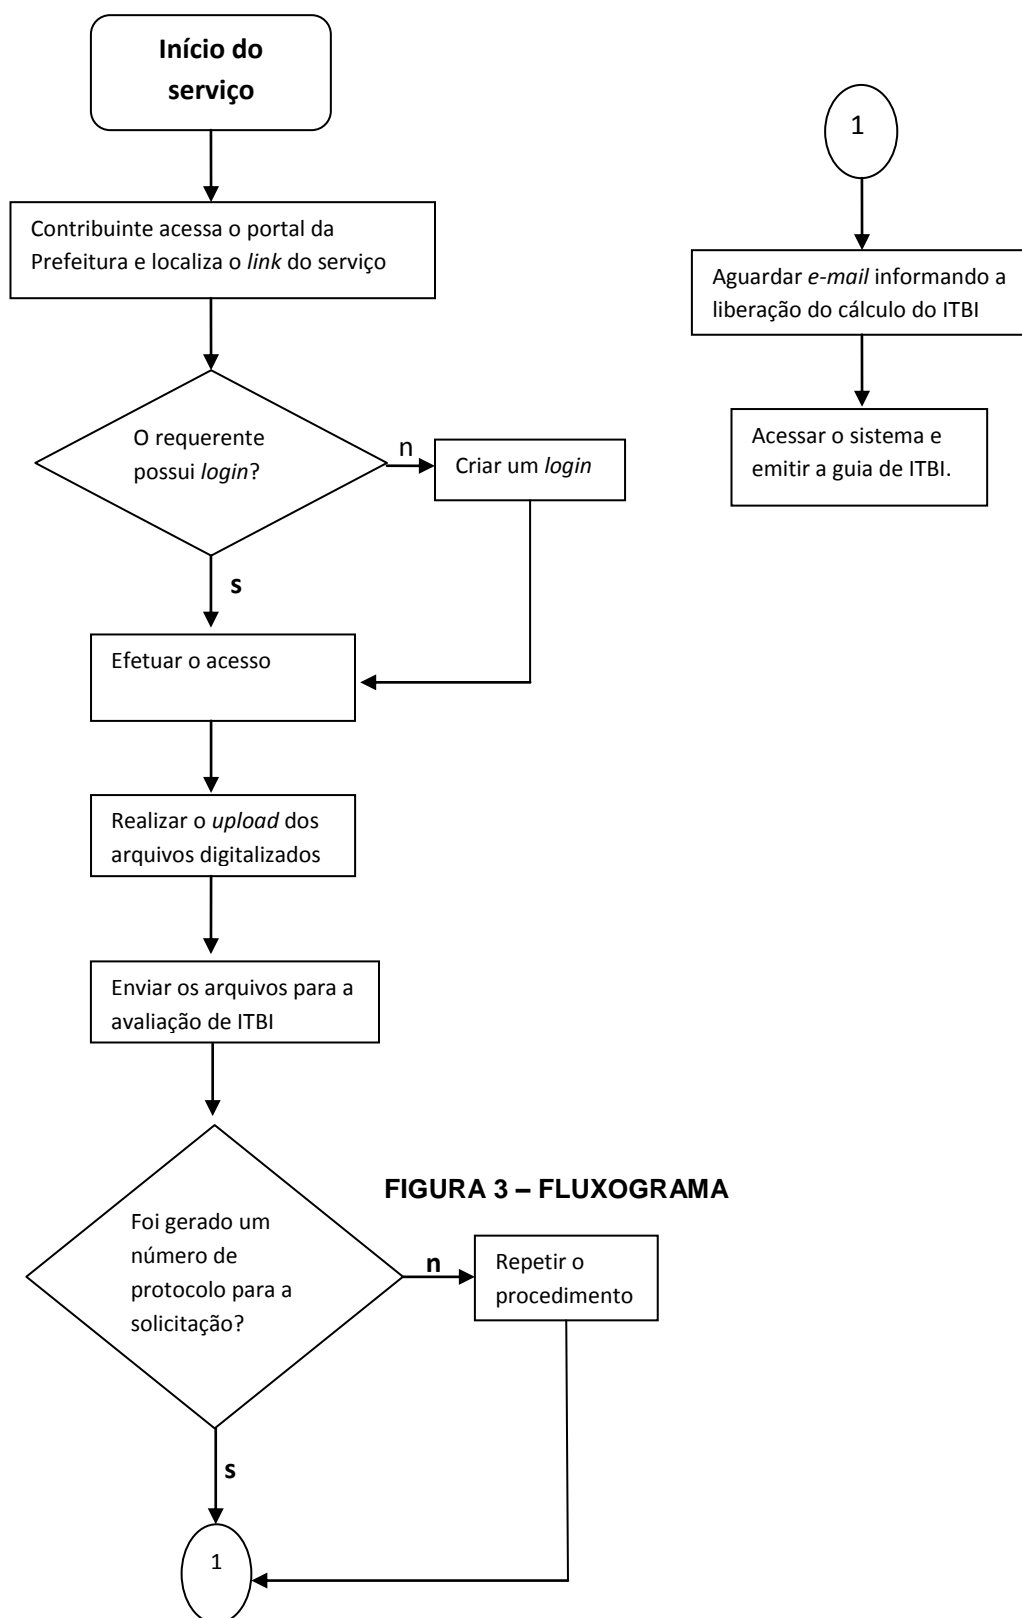 Início do
serviço
Contribuinte acessa o portal da
Prefeitura e localiza o link do serviço
O requerente
possui login?
n
Criar um login
s
Efetuar o acesso
Realizar o upload dos
arquivos digitalizados
Enviar os arquivos para a
avaliação de ITBI
FIGURA 3 – FLUXOGRAMA
Foi gerado um
número de
protocolo para a
solicitação?
n
Repetir o
procedimento
s
1
1
Aguardar e-mail informando a
liberação do cálculo do ITBI
Acessar o sistema e
emitir a guia de ITBI.